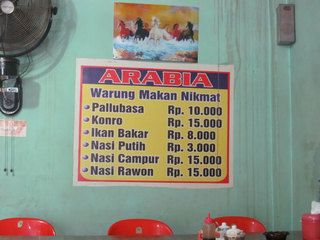 ARABIA
Warung Makan Nikmat
• Pallubasa Rp. 10.000
• Konro Rp. 15.000
• Ikan Bakar Rp. 8.000
• Nasi Putih Rp. 3.000
• Nasi Campur Rp. 15.000
• Nasi Rawon Rp. 15.000